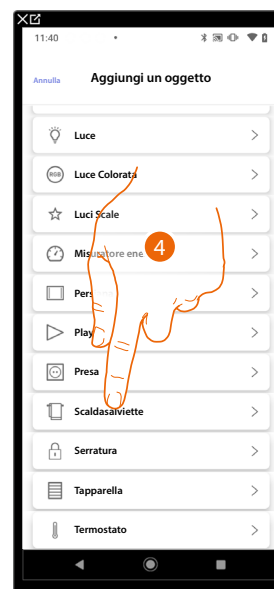 11:40
Annulla Aggiungi un oggetto
Luce
RGB Luce Colorata
Luci Scale
Misuratore ene
4
Pers
Play
Presa
Scaldasalviette
Serratura
Tapparella
Termostato